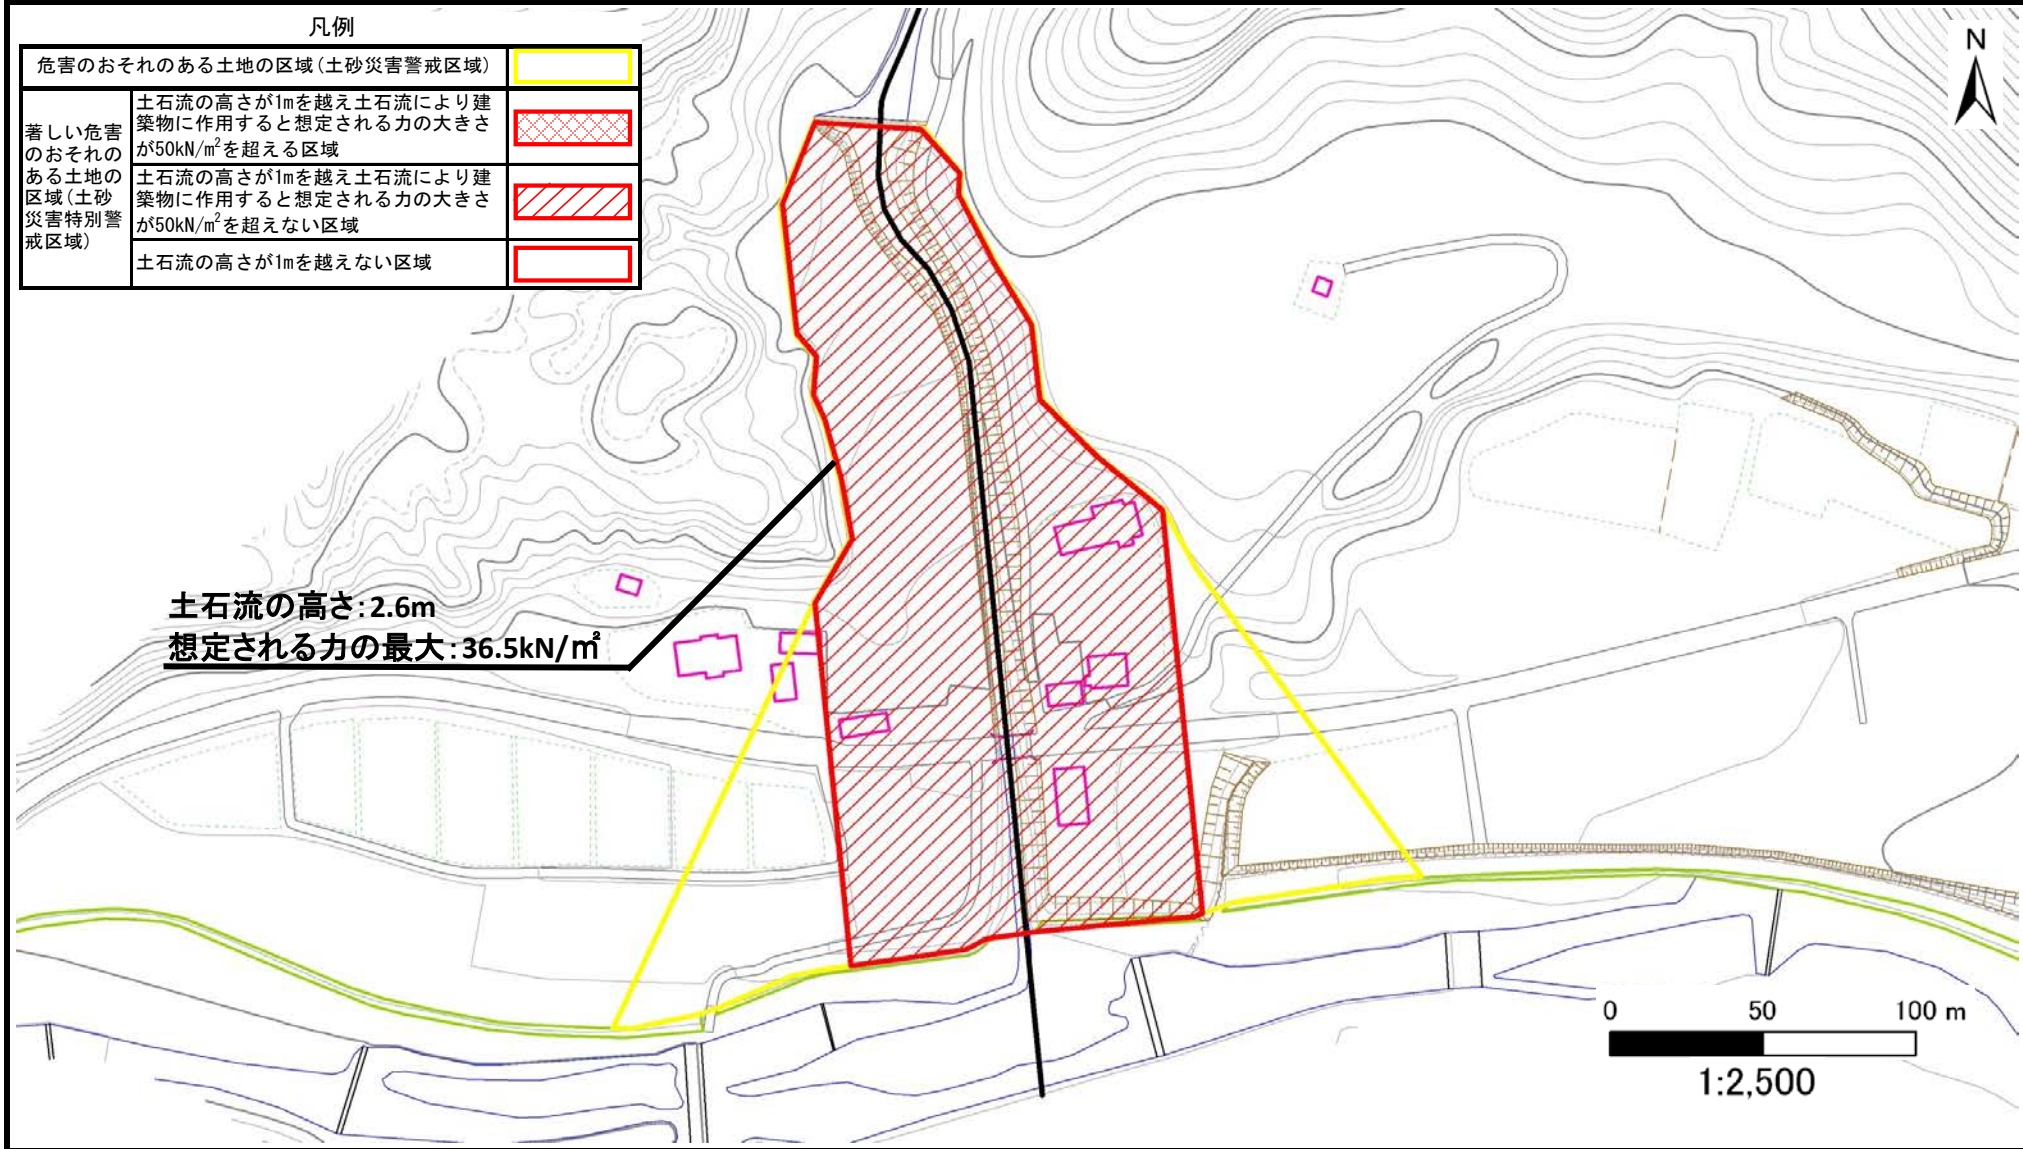 凡例
危害のおそれのある土地の区域(土砂災害警戒区域)
著しい危害
のおそれの
ある土地の
区域(土砂
災害特別警
戒区域)
土石流の高さが1mを越え土石流により建
築物に作用すると想定される力の大きさ
が50kN/m²を超える区域
土石流の高さが1mを越え土石流により建
築物に作用すると想定される力の大きさ
が50kN/m²を超えない区域
土石流の高さが1mを越えない区域
N
土石流の高さ:2.6m
想定される力の最大:36.5kN/㎡
0 50 100 m
1:2,500